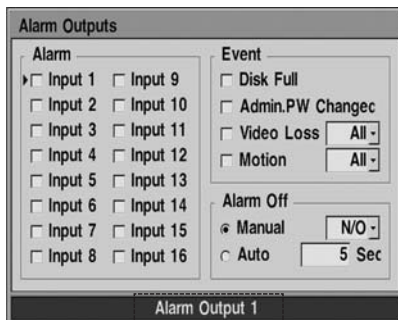 Alarm Outputs
Alarm
Input 1 Input 9
Input 2 Input 10
Input 3 Input 11
Input 4 Input 12
Input 5 Input 13
Input 6 Input 14
Input 7 Input 15
Input 8 Input 16
Event
Disk Full
Admin.PW Changec
Video Loss All
Motion All
Alarm Off
Manual N/O
Auto 5 Sec
Alarm Output 1